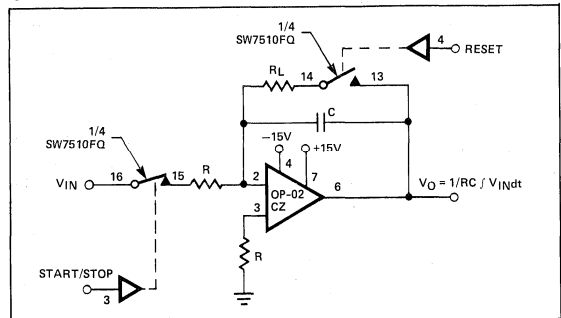 1/4
SW7510FQ
4
RESET
RL
14
13
C
1/4
SW7510FQ
–15V
+15V
4
7
VIN
16
15
R
2
OP-02
CZ
6
VO = 1/RC ∫ VINdt
3
R
START/STOP
3